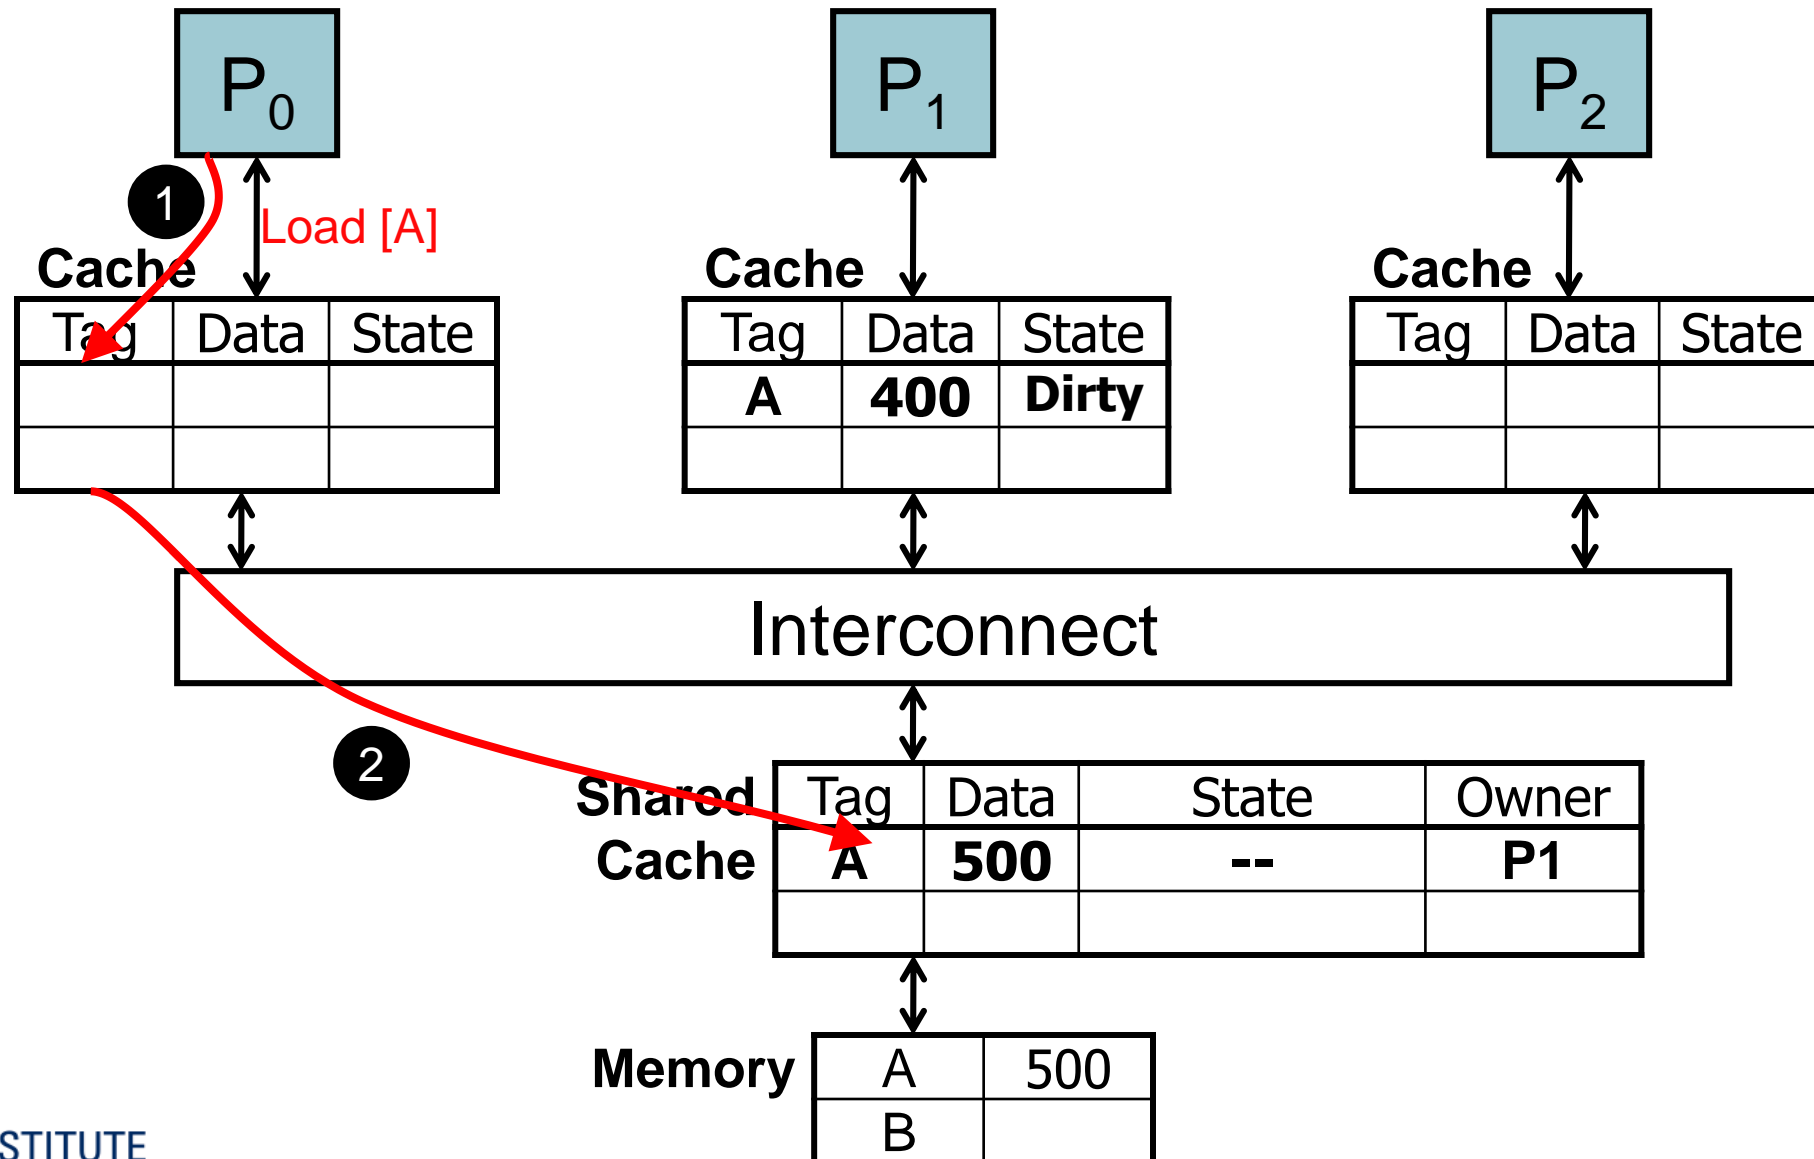 P0 P1 P2
1
Load [A]
Cache Cache Cache
Tag Data State Tag Data State Tag Data State
A 400 Dirty
Interconnect
2
Shared Tag Data State Owner
Cache A 500 -- P1
Memory A 500
B
STITUTE